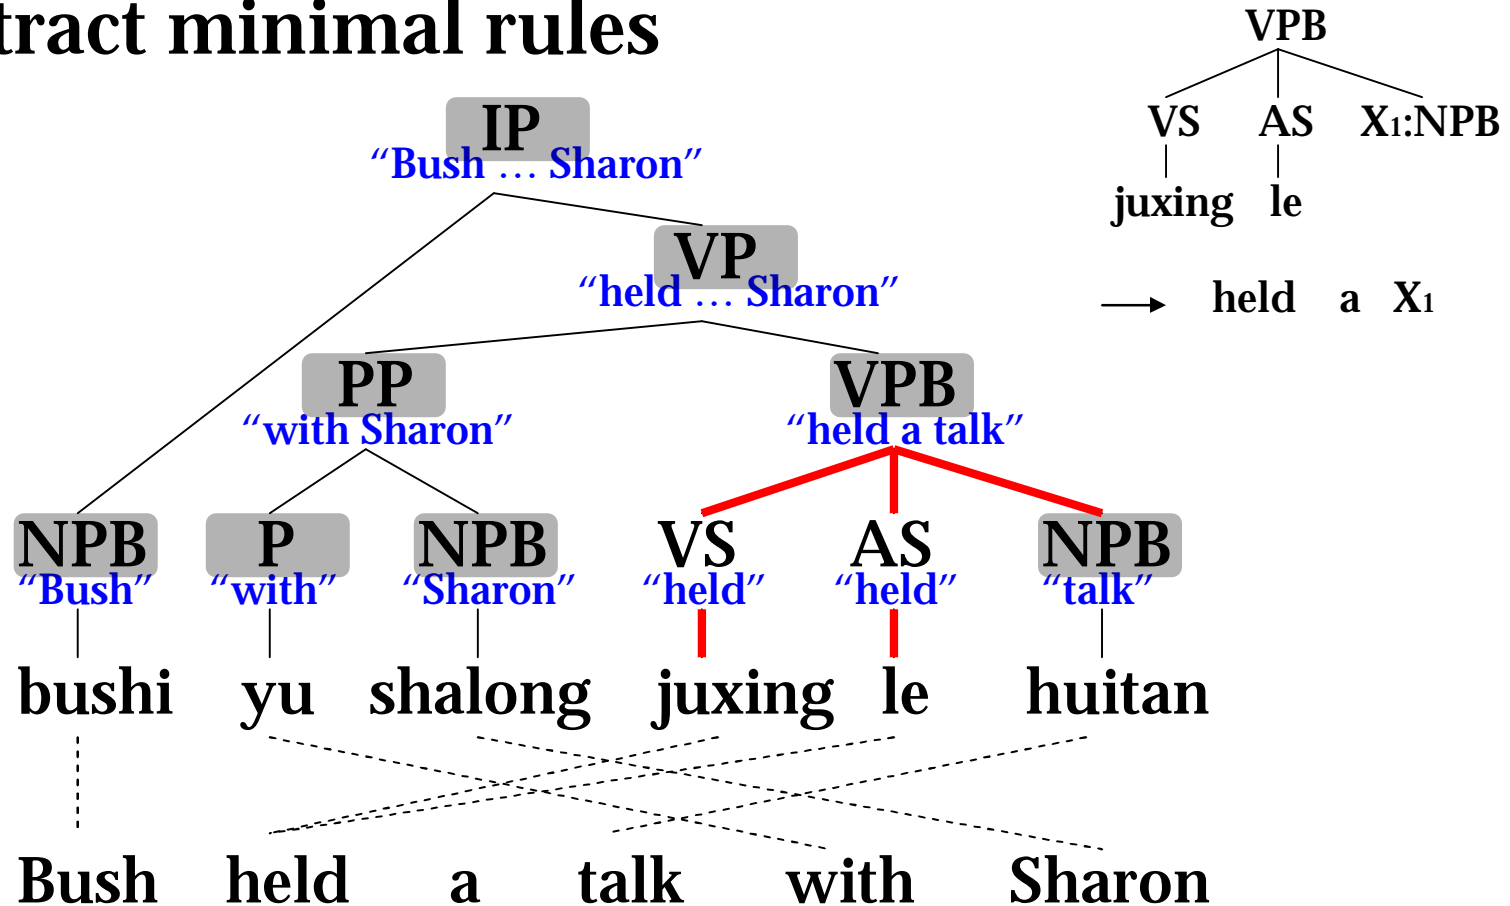 tract minimal rules
VPB
VS AS X1:NPB
juxing le
held a X1
IP
“Bush … Sharon”
VP
“held … Sharon”
PP VPB
“with Sharon” “held a talk”
NPB P NPB VS AS NPB
“Bush” “with” “Sharon” “held” “held” “talk”
bushi yu shalong juxing le huitan
Bush held a talk with Sharon